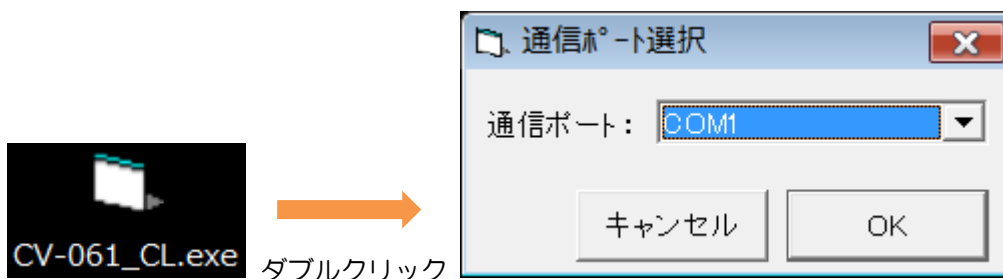 通信ﾎﾟｰﾄ選択
通信ポート：
COM1
キャンセル
OK
CV-061_CL.exe
ダブルクリック